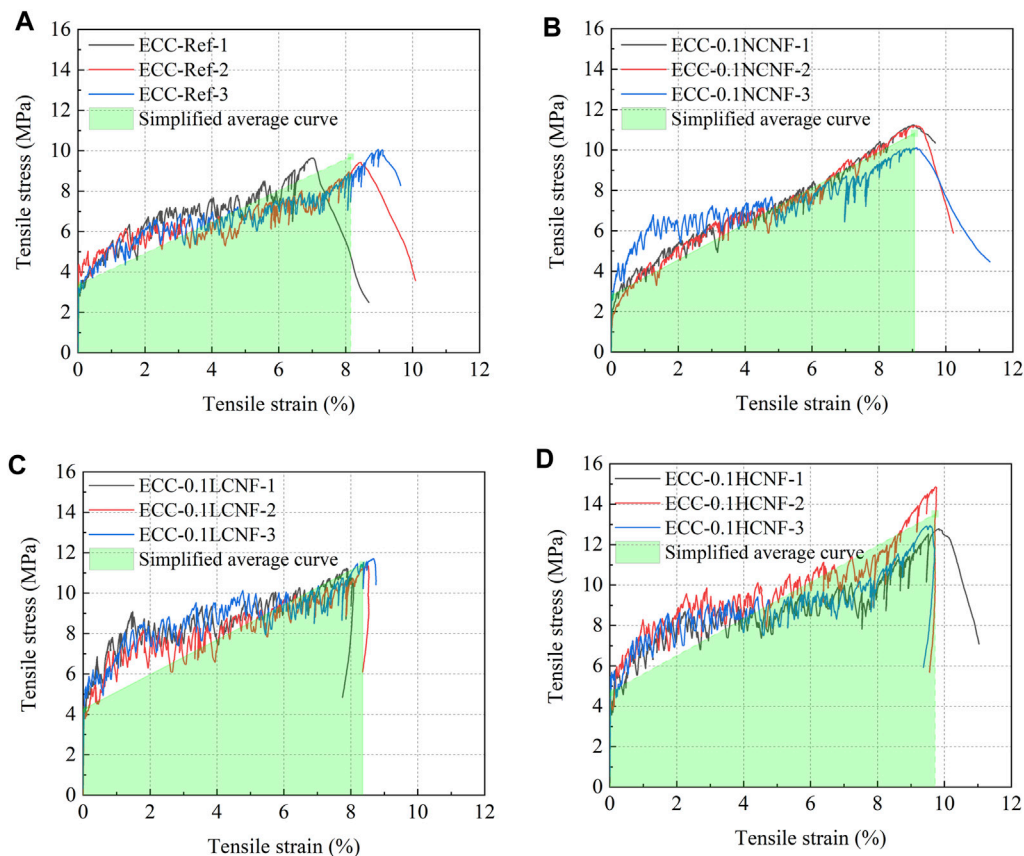 A
16
14
12
10
8
6
4
2
0
Tensile stress (MPa)
ECC-Ref-1
ECC-Ref-2
ECC-Ref-3
Simplified average curve
0 2 4 6 8 10 12
Tensile strain (%)
B
16
14
12
10
8
6
4
2
0
Tensile stress (MPa)
ECC-0.1NCNF-1
ECC-0.1NCNF-2
ECC-0.1NCNF-3
Simplified average curve
0 2 4 6 8 10 12
Tensile strain (%)
C
16
14
12
10
8
6
4
2
0
Tensile stress (MPa)
ECC-0.1LCNF-1
ECC-0.1LCNF-2
ECC-0.1LCNF-3
Simplified average curve
0 2 4 6 8 10 12
Tensile strain (%)
D
16
14
12
10
8
6
4
2
0
Tensile stress (MPa)
ECC-0.1HCNF-1
ECC-0.1HCNF-2
ECC-0.1HCNF-3
Simplified average curve
0 2 4 6 8 10 12
Tensile strain (%)